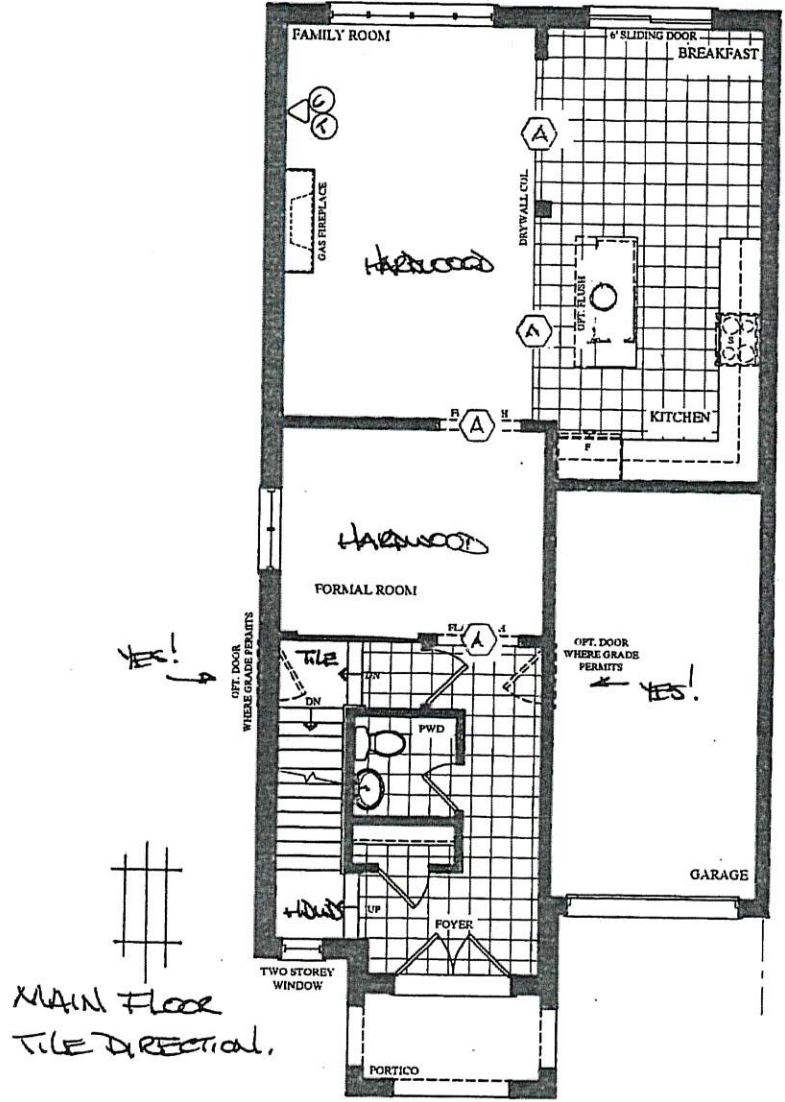 FAMILY ROOM
6' SLIDING DOOR
BREAKFAST
C
T
A
DRYWALL COL.
GAS FIREPLACE
HARDWOOD
OPT. FLUSH
S
A
KITCHEN
A
F
HARDWOOD
FORMAL ROOM
A
YES!
OPT. DOOR
WHERE GRADE PERMITS
TILE
DN
OPT. DOOR
WHERE GRADE
PERMITS
YES!
DN
PWD
GARAGE
UP
FOYER
TWO STOREY
WINDOW
MAIN FLOOR
TILE DIRECTION.
PORTICO